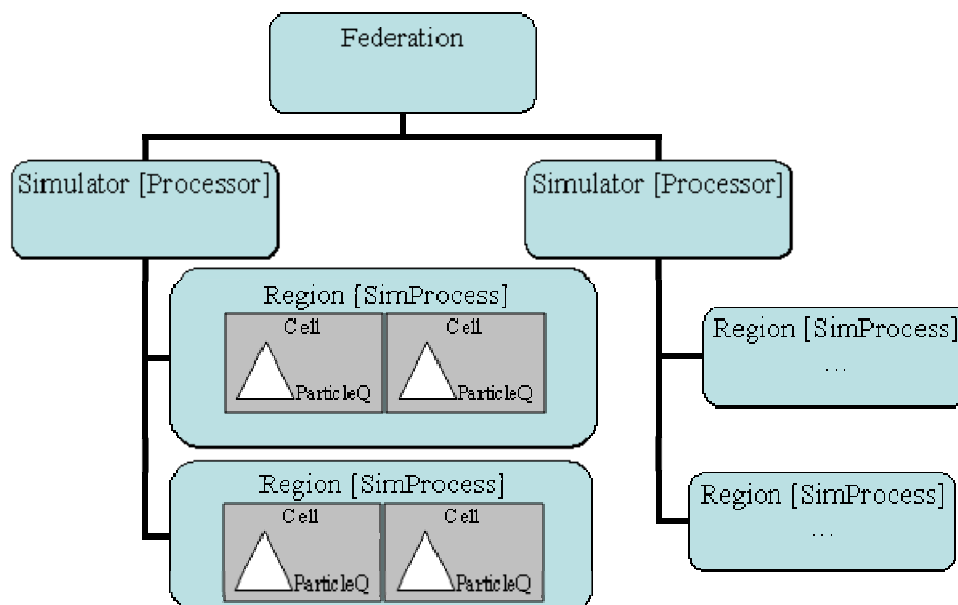 Federation
Simulator [Processor]
Simulator [Processor]
Region [SimProcess]
Cell
Cell
ParticleQ
ParticleQ
Region [SimProcess]
...
Region [SimProcess]
Cell
Cell
ParticleQ
ParticleQ
Region [SimProcess]
...